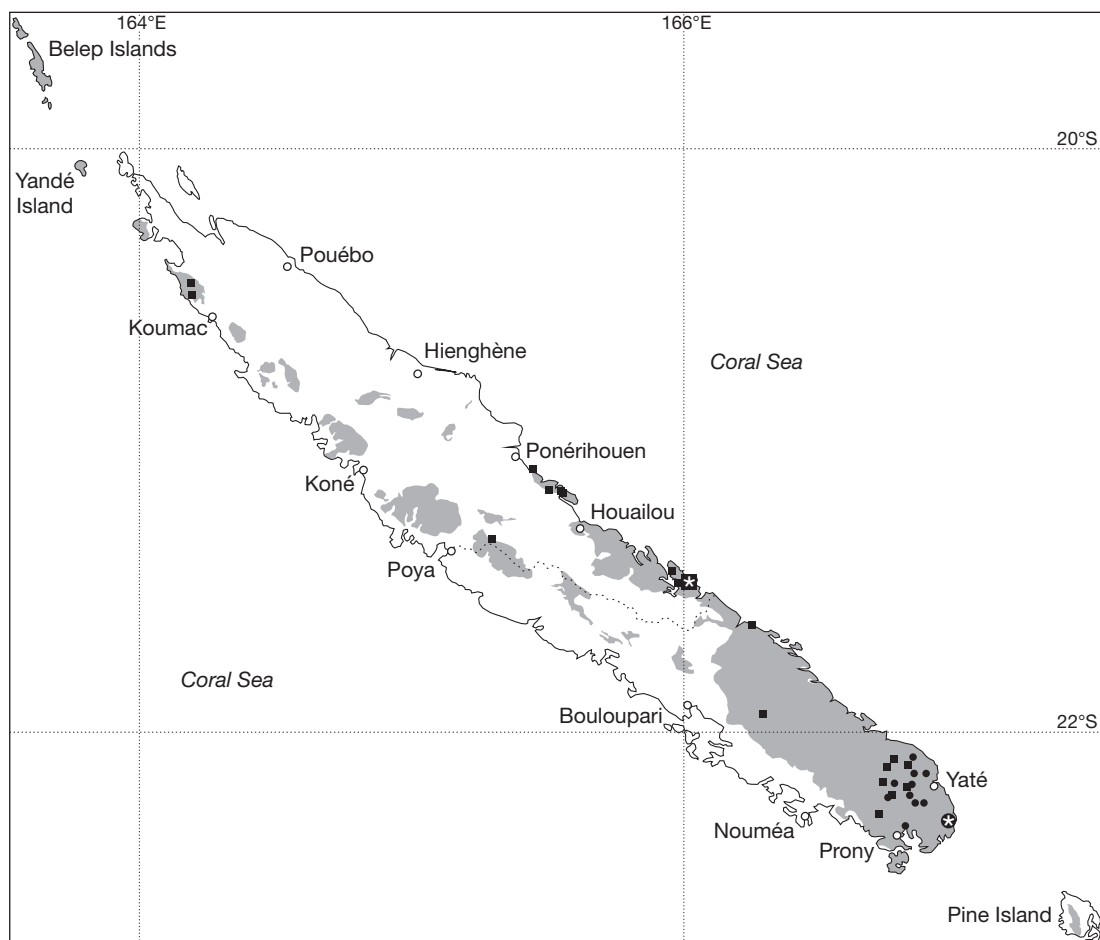 164°E
166°E
Belep Islands
20°S
Yandé
Island
Pouébo
Koumac
Hienghène
Coral Sea
Ponérihouen
Koné
Houailou
Poya
Coral Sea
Bouloupari
22°S
Yaté
Nouméa
Prony
Pine Island